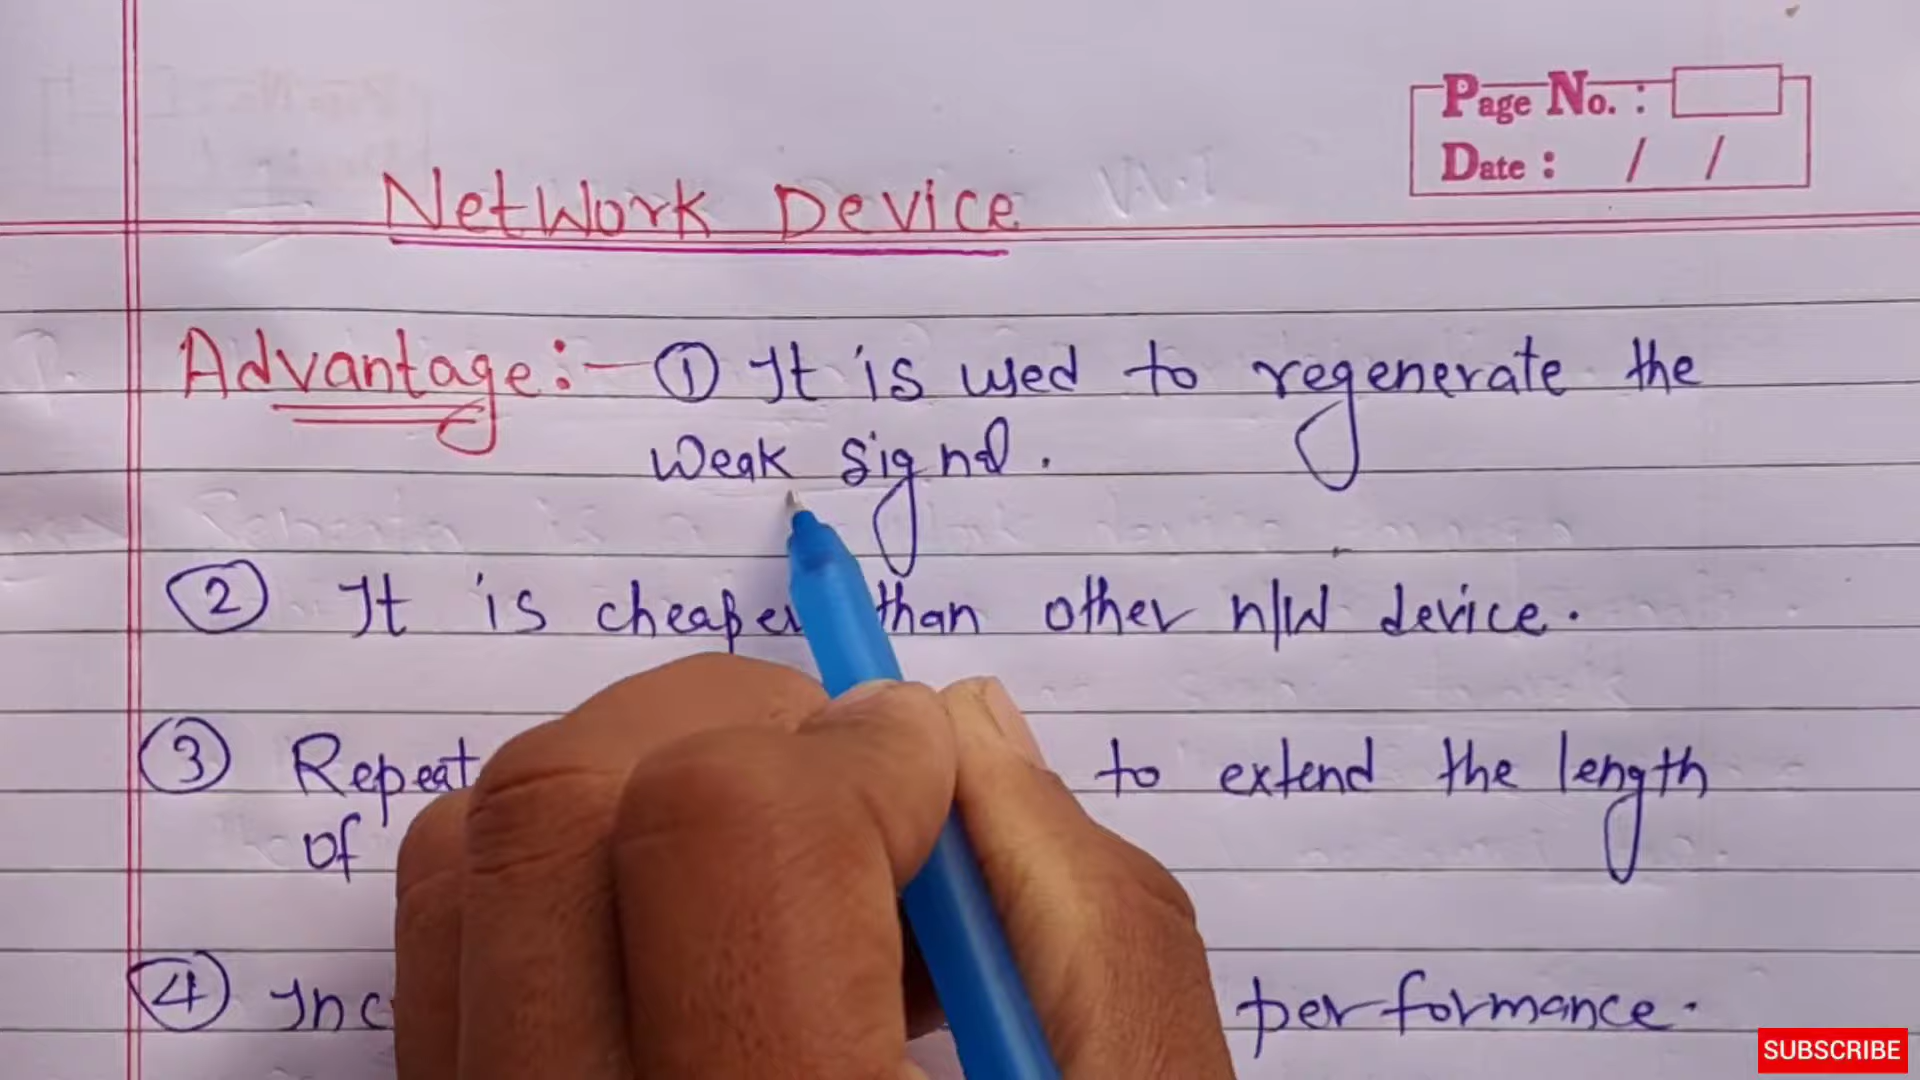 Page No. :
Date : / /
Network Device
Advantage:- ① It is used to regenerate the
weak signal.
② It is cheaper than other n/w device.
③ Repeat to extend the length
of
④ Inc performance.
SUBSCRIBE